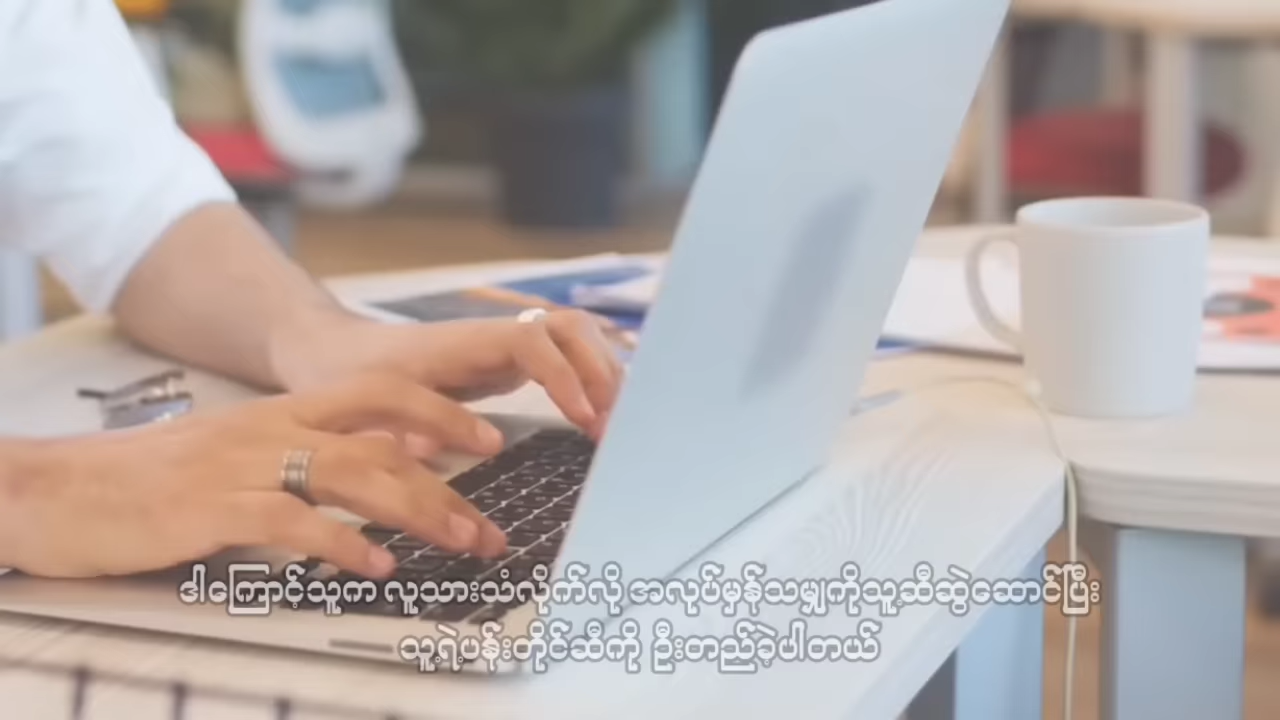 ဒါကြောင့်သူက လူသားသံလိုက်လို အလုပ်မှန်သမျှကိုသူ့ဆီဆွဲဆောင်ပြီး
သူ့ရဲ့ပန်းတိုင်ဆီကို ဦးတည်ခဲ့ပါတယ်